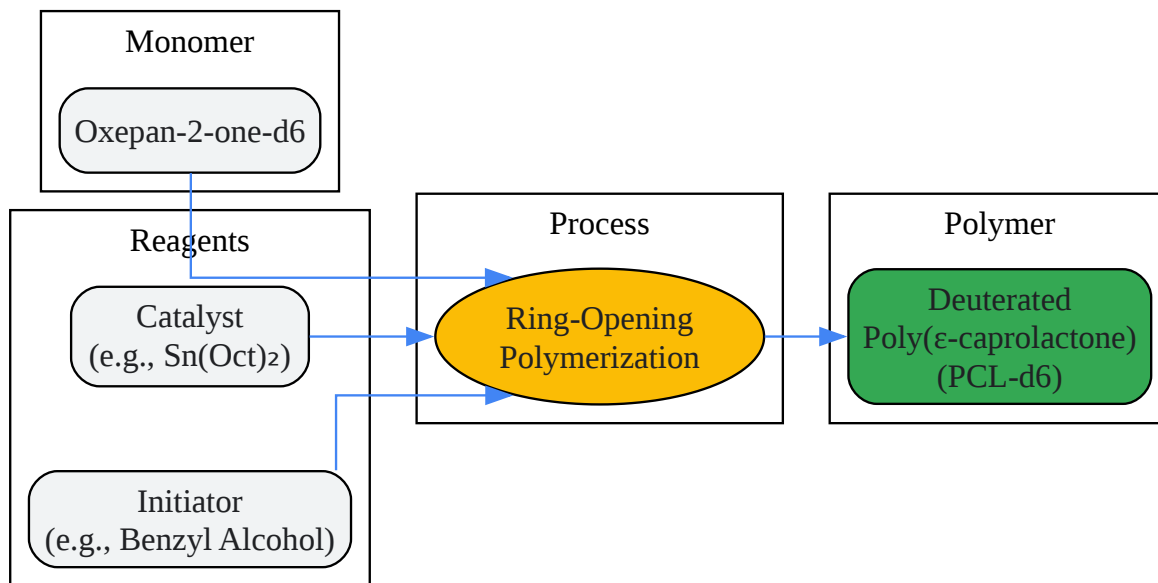 Monomer
Oxepan-2-one-d6
Reagents
Catalyst
(e.g., Sn(Oct)₂)
Initiator
(e.g., Benzyl Alcohol)
Process
Ring-Opening
Polymerization
Polymer
Deuterated
Poly(ε-caprolactone)
(PCL-d6)